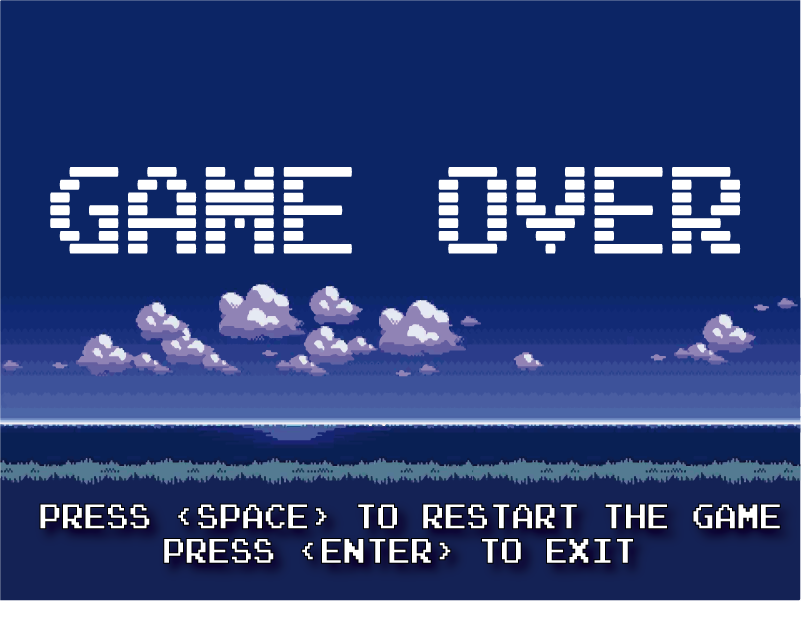 GAME OVER
PRESS <SPACE> TO RESTART THE GAME
PRESS <ENTER> TO EXIT